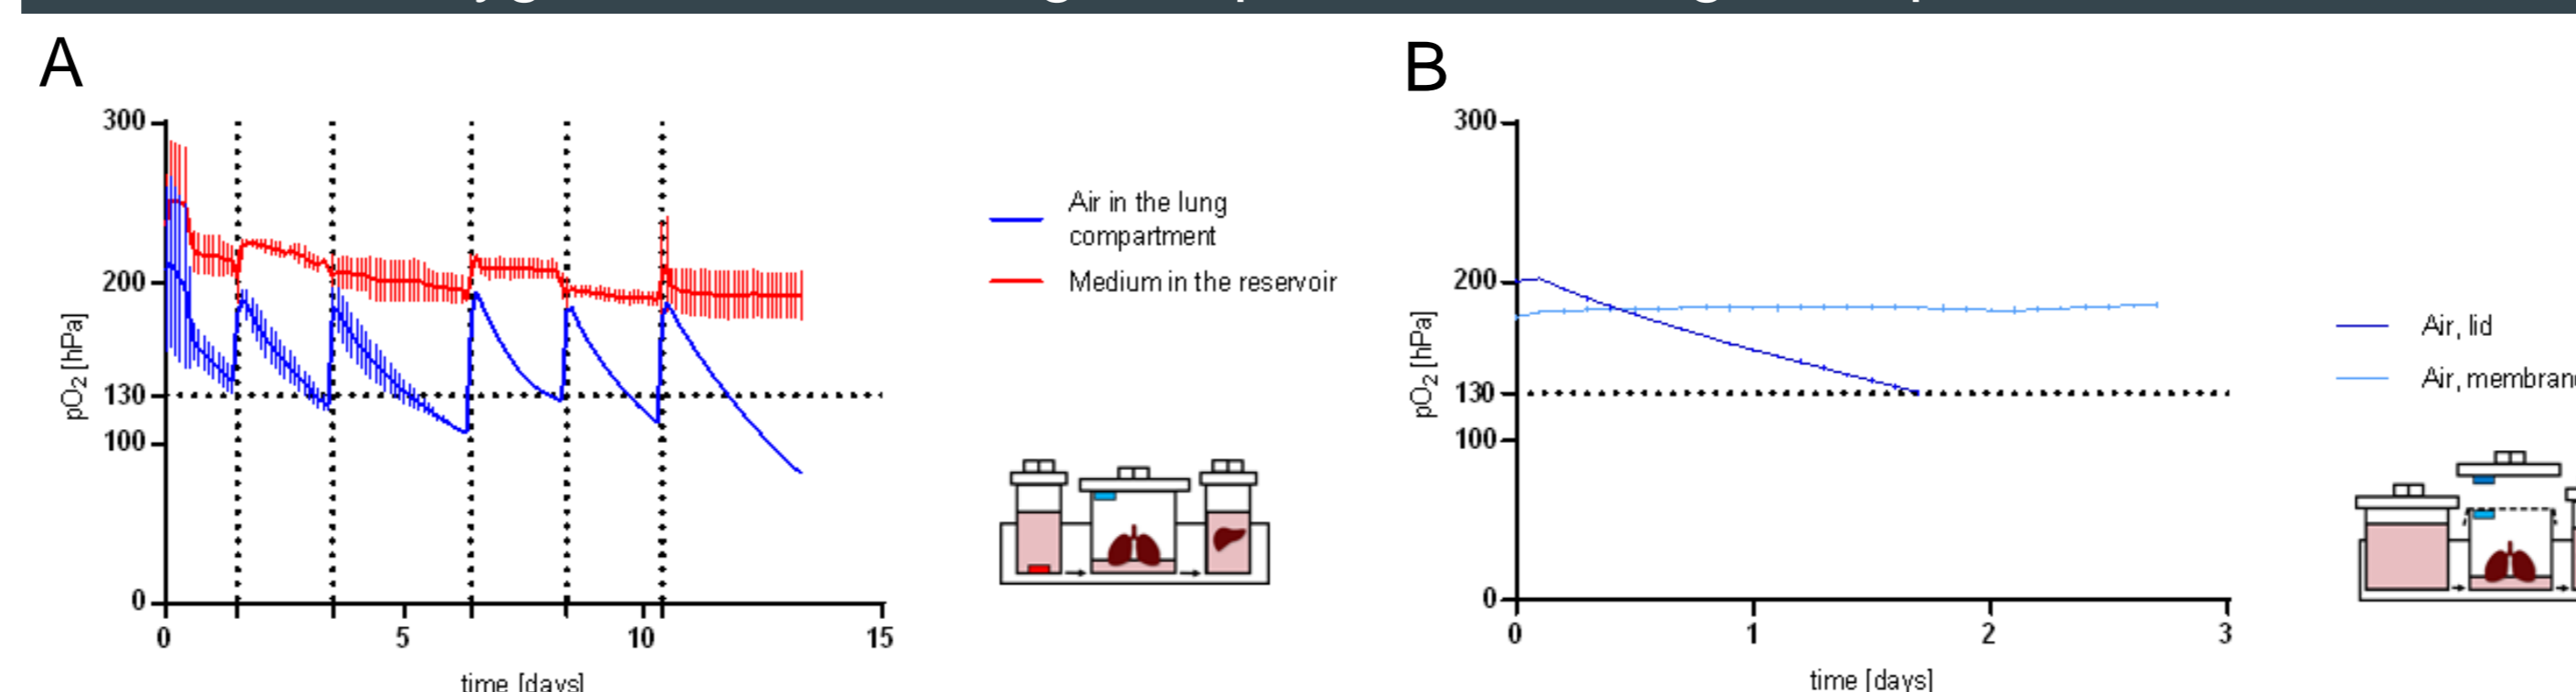 A
300
200
130
100
0
pO₂ [hPa]
0
5
10
15
time [days]
Air in the lung
compartment
Medium in the reservoir
B
300
200
130
100
0
pO₂ [hPa]
0
1
2
3
time [days]
Air, lid
Air,